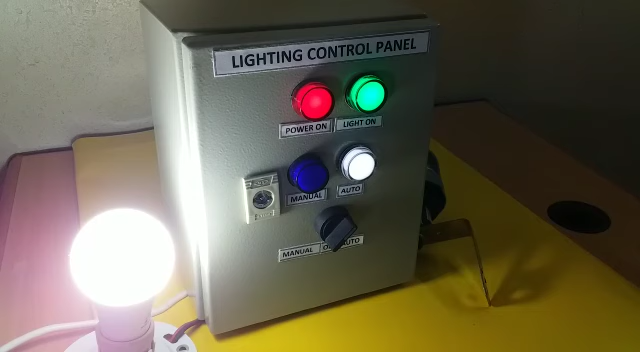 LIGHTING CONTROL PANEL
POWER ON
LIGHT ON
MANUAL
AUTO
MANUAL
AUTO